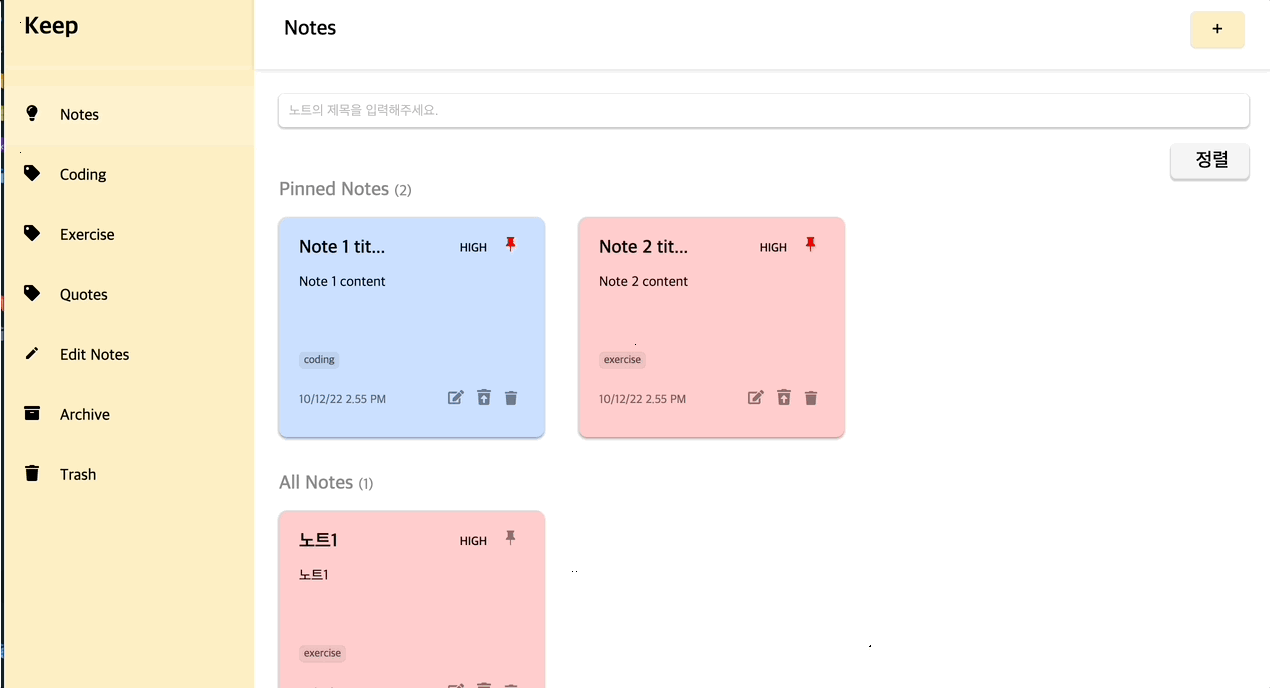 Keep
Notes
+
Notes
Coding
Exercise
Quotes
Edit Notes
Archive
Trash
노트의 제목을 입력해주세요.
정렬
Pinned Notes (2)
Note 1 tit... HIGH
Note 1 content
coding
10/12/22 2.55 PM
Note 2 tit... HIGH
Note 2 content
exercise
10/12/22 2.55 PM
All Notes (1)
노트1 HIGH
노트1
exercise